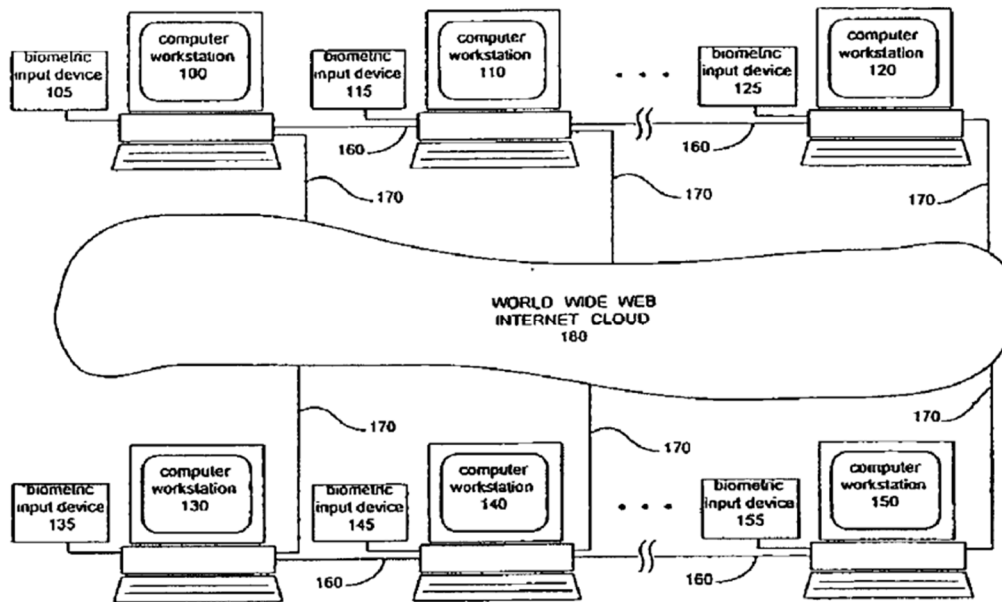 computer
workstation
100
biometric
input device
105
computer
workstation
110
biometric
input device
115
computer
workstation
120
biometric
input device
125
160
160
170
170
170
WORLD WIDE WEB
INTERNET CLOUD
180
170
170
170
computer
workstation
130
biometric
input device
135
computer
workstation
140
biometric
input device
145
computer
workstation
150
biometric
input device
155
160
160